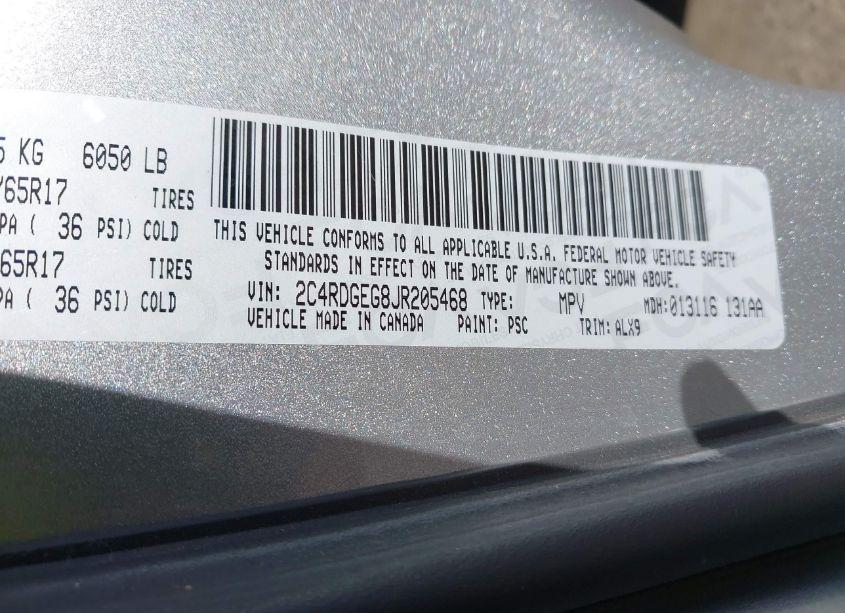 5 KG 6050 LB
/65R17 TIRES
PA ( 36 PSI) COLD
65R17 TIRES
PA ( 36 PSI) COLD
THIS VEHICLE CONFORMS TO ALL APPLICABLE U.S.A. FEDERAL MOTOR VEHICLE SAFETY
STANDARDS IN EFFECT ON THE DATE OF MANUFACTURE SHOWN ABOVE.
VIN: 2C4RDGEG8JR205468 TYPE: MPV MDH:013116 131AA
VEHICLE MADE IN CANADA PAINT: PSC TRIM: ALX9